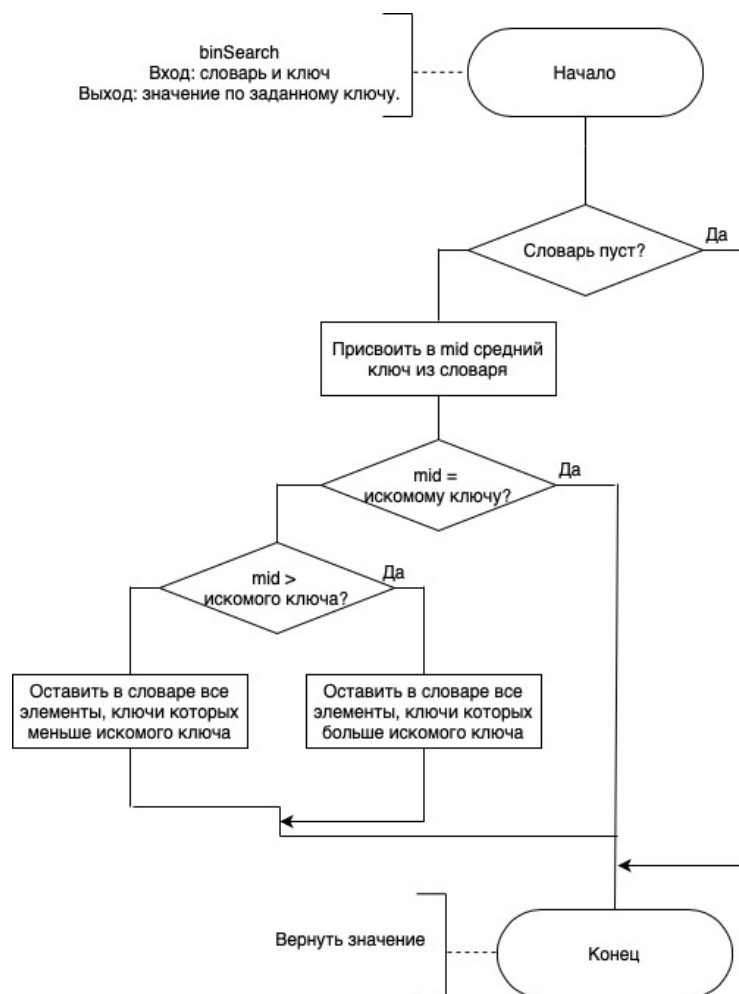 binSearch
Вход: словарь и ключ
Выход: значение по заданному ключу.
Начало
Словарь пуст?
Да
Присвоить в mid средний
ключ из словаря
mid =
искомому ключу?
Да
mid >
искомого ключа?
Да
Оставить в словаре все
элементы, ключи которых
меньше искомого ключа
Оставить в словаре все
элементы, ключи которых
больше искомого ключа
Вернуть значение
Конец